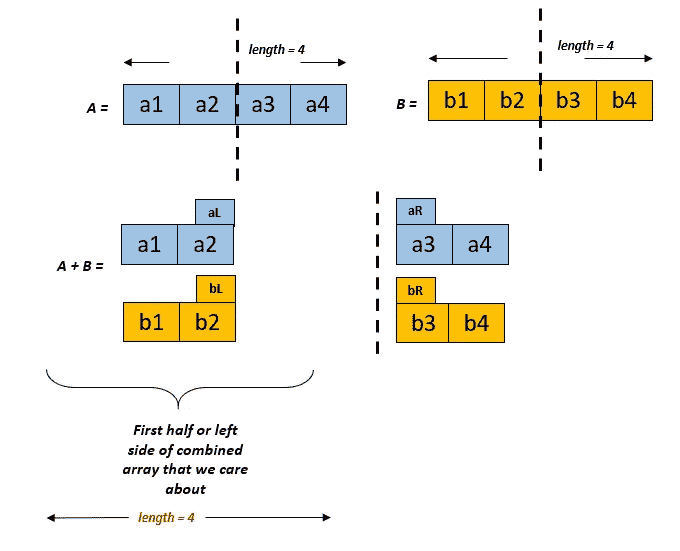 length = 4
length = 4
A =
a1 a2 a3 a4
B =
b1 b2 b3 b4
aL
aR
a1 a2
a3 a4
A + B =
bL
bR
b1 b2
b3 b4
First half or left
side of combined
array that we care
about
length = 4